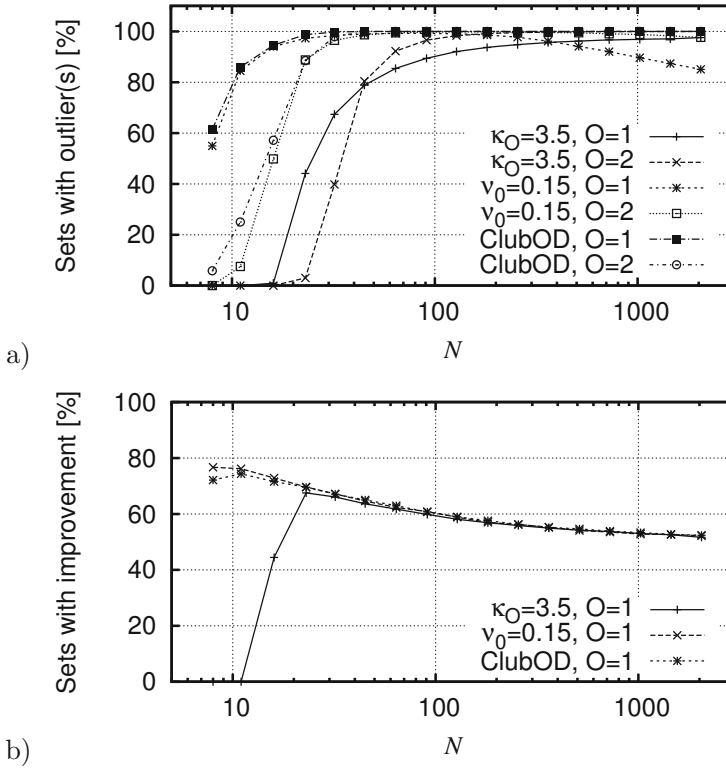 Sets with outlier(s) [%]
100
80
60
40
20
0
κO=3.5, O=1
κO=3.5, O=2
ν0=0.15, O=1
ν0=0.15, O=2
ClubOD, O=1
ClubOD, O=2
10 100 1000
N
a)
Sets with improvement [%]
100
80
60
40
20
0
κO=3.5, O=1
ν0=0.15, O=1
ClubOD, O=1
10 100 1000
N
b)